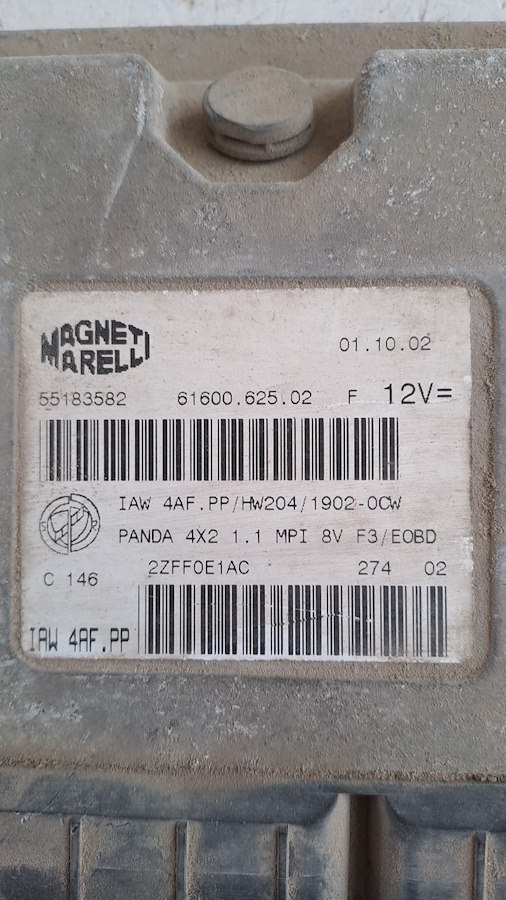 MAGNETI
MARELLI
01.10.02
55183582 61600.625.02 F 12V=
IAW 4AF.PP/HW204/1902-0CW
PANDA 4X2 1.1 MPI 8V F3/EOBD
C 146 2ZFF0E1AC 274 02
IAW 4AF.PP